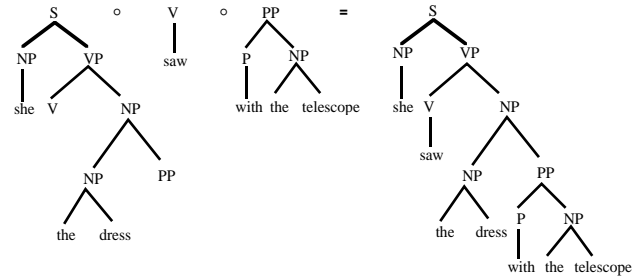 S ∘ V ∘ PP = S
NP VP saw P NP NP VP
she V NP with the telescope she V NP
saw
NP PP NP PP
the dress the dress P NP
with the telescope